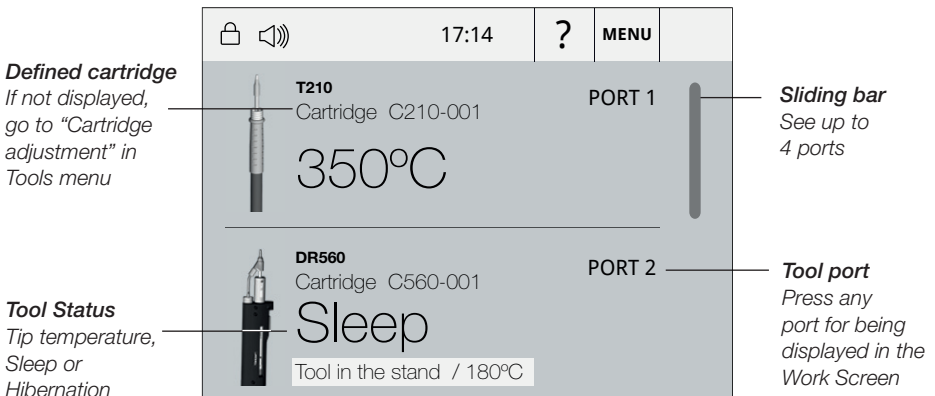 17:14
?
MENU
Defined cartridge
If not displayed,
go to “Cartridge
adjustment” in
Tools menu
T210
Cartridge C210-001
350ºC
PORT 1
Sliding bar
See up to
4 ports
DR560
Cartridge C560-001
Sleep
Tool in the stand / 180ºC
PORT 2
Tool Status
Tip temperature,
Sleep or
Hibernation
Tool port
Press any
port for being
displayed in the
Work Screen